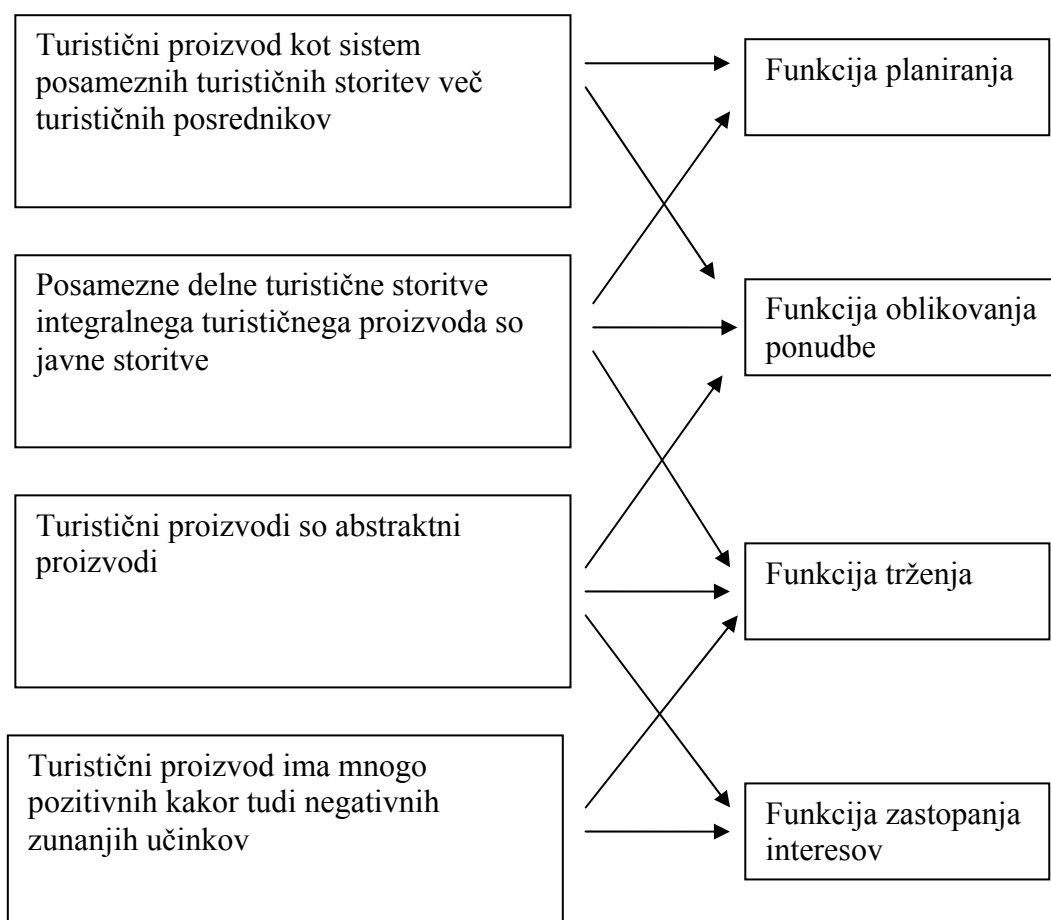 Turistični proizvod kot sistem
posameznih turističnih storitev več
turističnih posrednikov
Funkcija planiranja
Posamezne delne turistične storitve
integralnega turističnega proizvoda so
javne storitve
Funkcija oblikovanja
ponudbe
Turistični proizvodi so abstraktni
proizvodi
Funkcija trženja
Turistični proizvod ima mnogo
pozitivnih kakor tudi negativnih
zunanjih učinkov
Funkcija zastopanja
interesov